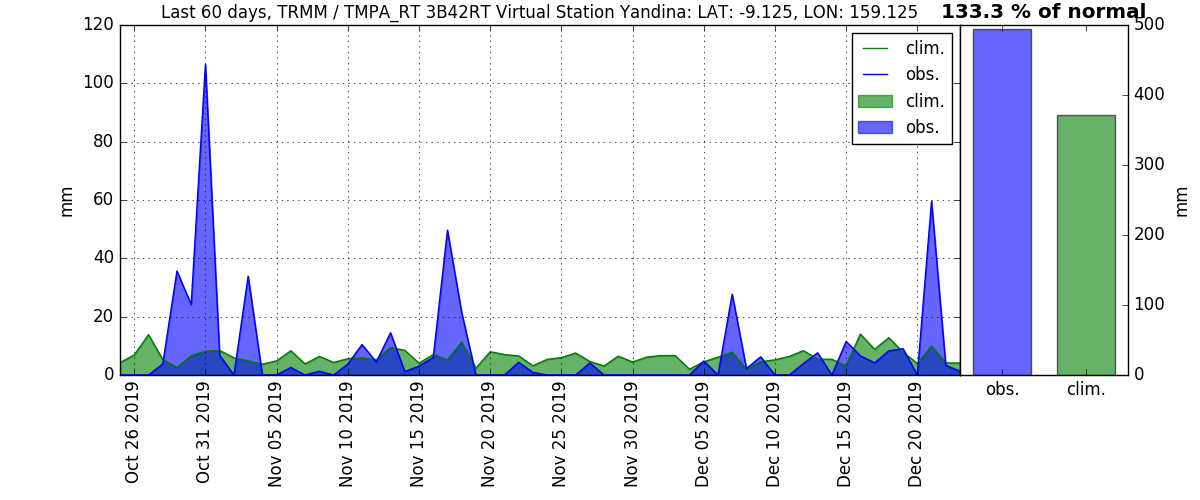 Last 60 days, TRMM / TMPA_RT 3B42RT Virtual Station Yandina: LAT: -9.125, LON: 159.125
133.3 % of normal
120
100
80
60
40
20
0
mm
clim.
obs.
clim.
obs.
500
400
300
200
100
0
mm
obs.
clim.
Oct 26 2019
Oct 31 2019
Nov 05 2019
Nov 10 2019
Nov 15 2019
Nov 20 2019
Nov 25 2019
Nov 30 2019
Dec 05 2019
Dec 10 2019
Dec 15 2019
Dec 20 2019